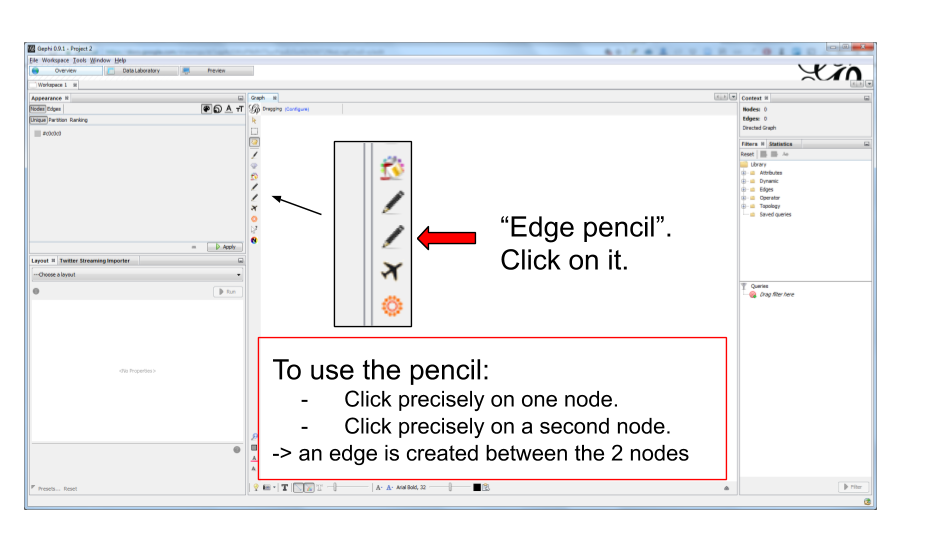 Gephi 0.9.1 - Project 2
File Workspace Tools Window Help
Overview Data Laboratory Preview
Workspace 1
Appearance
Nodes Edges
Unique Partition Ranking
#c0c0c0
Apply
Layout Twitter Streaming Importer
---Choose a layout
Run
<No Properties>
Presets... Reset
Graph
Dragging (Configure)
“Edge pencil”.
Click on it.
To use the pencil:
- Click precisely on one node.
- Click precisely on a second node.
-> an edge is created between the 2 nodes
T
A- A- Arial Bold, 32
Context
Nodes: 0
Edges: 0
Directed Graph
Filters Statistics
Reset
Library
Attributes
Dynamic
Edges
Operator
Topology
Saved queries
Queries
Drag filter here
Filter